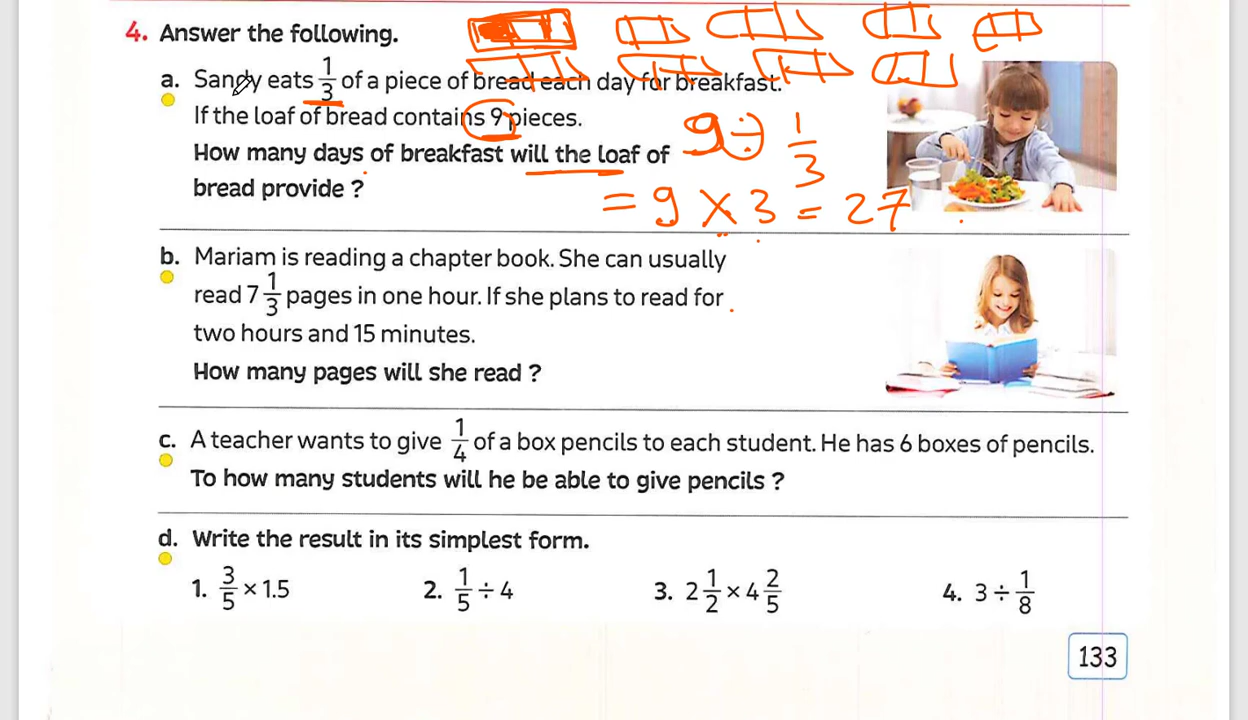 4. Answer the following.
a. Sandy eats 1/3 of a piece of bread each day for breakfast.
If the loaf of bread contains 9 pieces.
How many days of breakfast will the loaf of
bread provide ?
9 ÷ 1/3
= 9 × 3 = 27
b. Mariam is reading a chapter book. She can usually
read 7 1/3 pages in one hour. If she plans to read for
two hours and 15 minutes.
How many pages will she read ?
c. A teacher wants to give 1/4 of a box pencils to each student. He has 6 boxes of pencils.
To how many students will he be able to give pencils ?
d. Write the result in its simplest form.
1. 3/5 × 1.5 2. 1/5 ÷ 4 3. 2 1/2 × 4 2/5 4. 3 ÷ 1/8
133